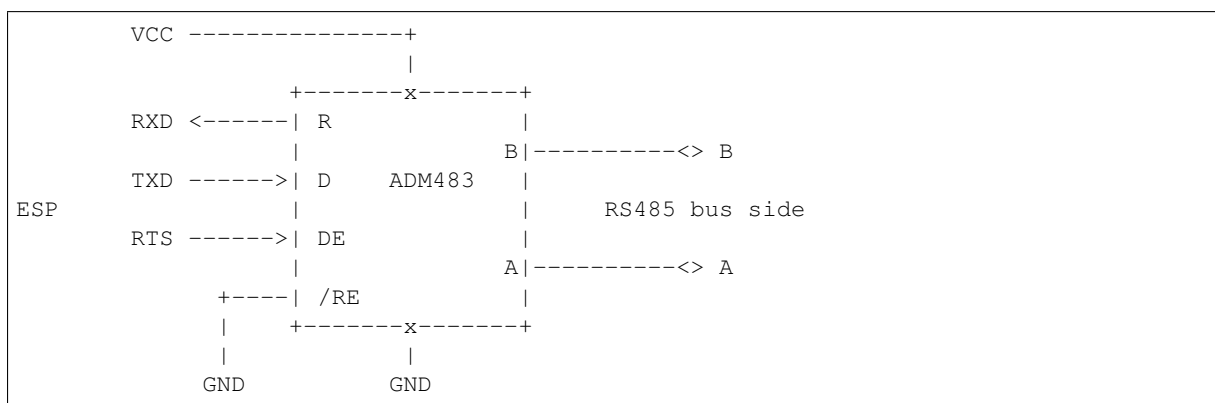 VCC ---------------+
|
+-------x-------+
RXD <------| R |
| B|----------<> B
TXD ------>| D ADM483 |
ESP | | RS485 bus side
RTS ------>| DE |
| A|----------<> A
+----| /RE |
| +-------x-------+
| |
GND GND